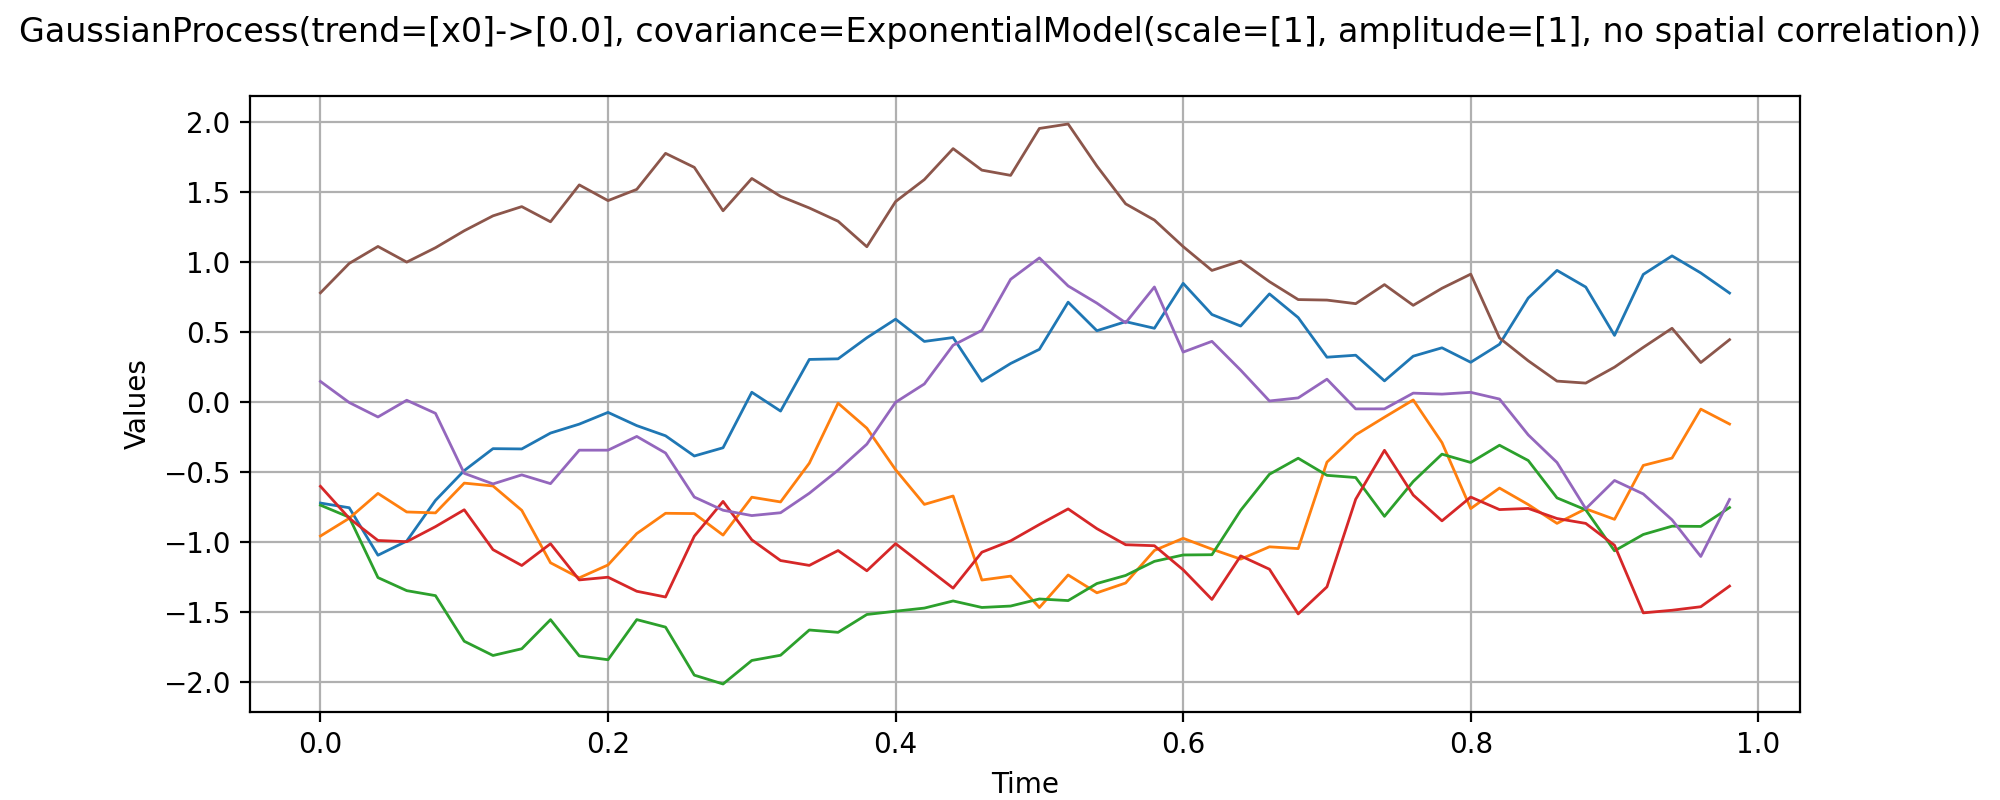 GaussianProcess(trend=[x0]->[0.0], covariance=ExponentialModel(scale=[1], amplitude=[1], no spatial correlation))
2.0
1.5
1.0
0.5
0.0
−0.5
−1.0
−1.5
−2.0
Values
0.0 0.2 0.4 0.6 0.8 1.0
Time